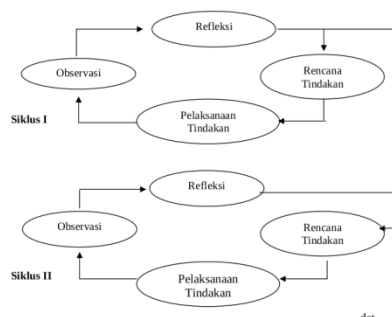 Refleksi
Observasi
Rencana
Tindakan
Siklus I
Pelaksanaan
Tindakan
Refleksi
Observasi
Rencana
Tindakan
Siklus II
Pelaksanaan
Tindakan